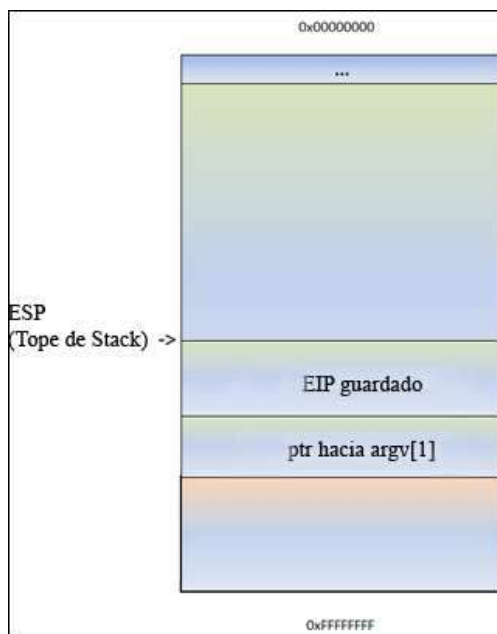 0x00000000
...
ESP
(Tope de Stack) ->
EIP guardado
ptr hacia argv[1]
0xFFFFFFFF